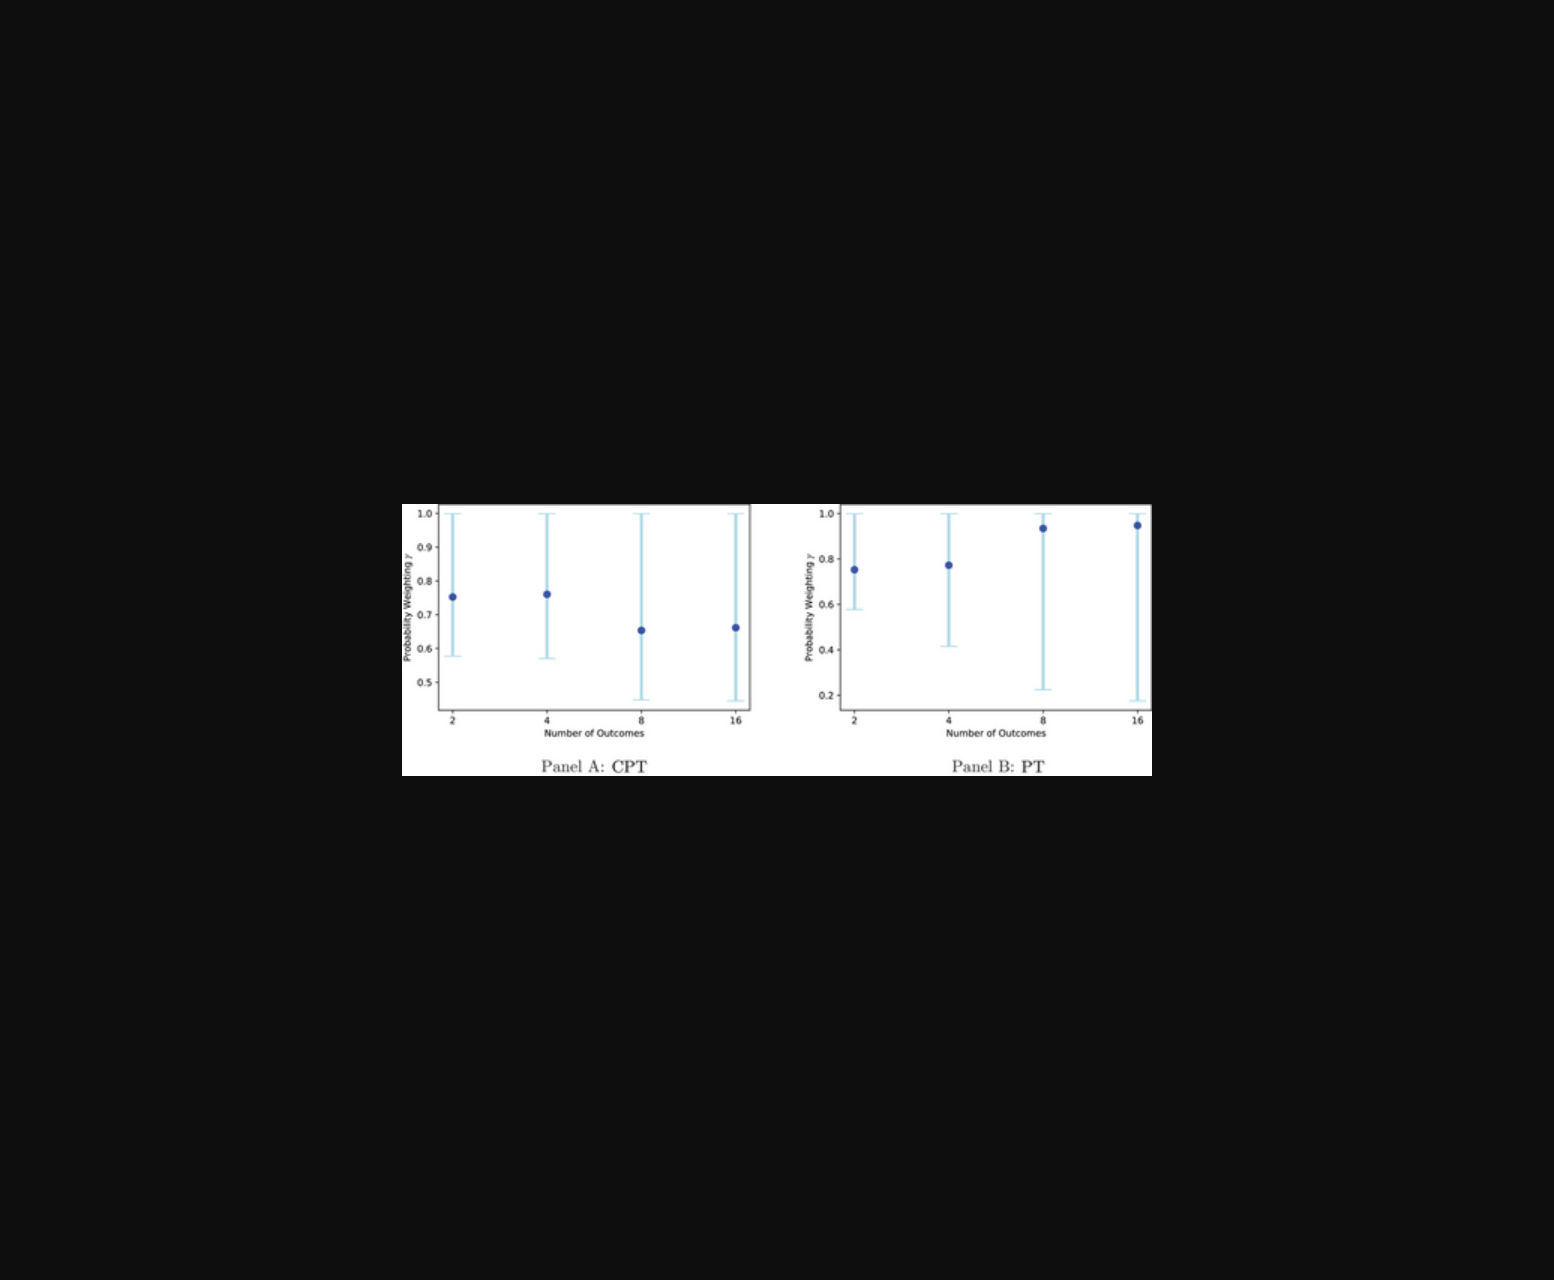 1.0
0.9
0.8
0.7
0.6
0.5
Probability Weighting γ
2 4 8 16
Number of Outcomes
Panel A: CPT
1.0
0.8
0.6
0.4
0.2
Probability Weighting γ
2 4 8 16
Number of Outcomes
Panel B: PT